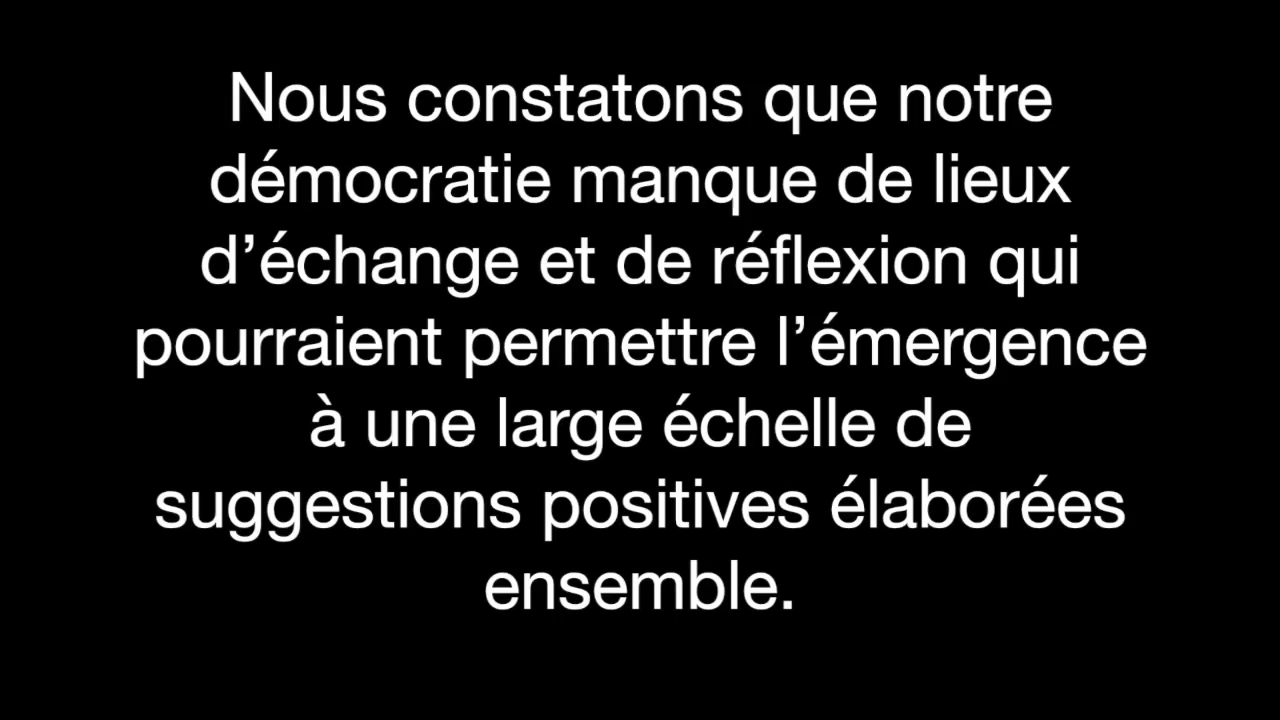 Nous constatons que notre
démocratie manque de lieux
d’échange et de réflexion qui
pourraient permettre l’émergence
à une large échelle de
suggestions positives élaborées
ensemble.